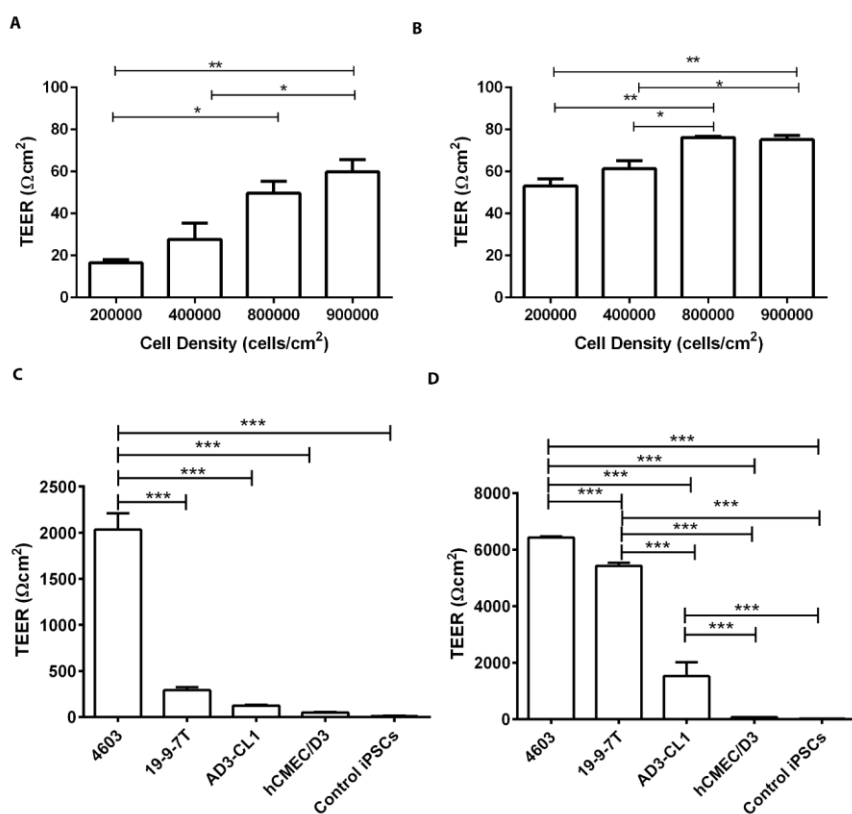 A
**
*
*
100
80
60
40
20
0
TEER (Ωcm²)
200000
400000
800000
900000
Cell Density (cells/cm²)
B
**
*
**
*
100
80
60
40
20
0
TEER (Ωcm²)
200000
400000
800000
900000
Cell Density (cells/cm²)
C
***
***
***
***
2500
2000
1500
1000
500
0
TEER (Ωcm²)
4603
19-9-7T
AD3-CL1
hCMEC/D3
Control iPSCs
D
***
***
***
***
***
***
***
***
***
8000
6000
4000
2000
0
TEER (Ωcm²)
4603
19-9-7T
AD3-CL1
hCMEC/D3
Control iPSCs